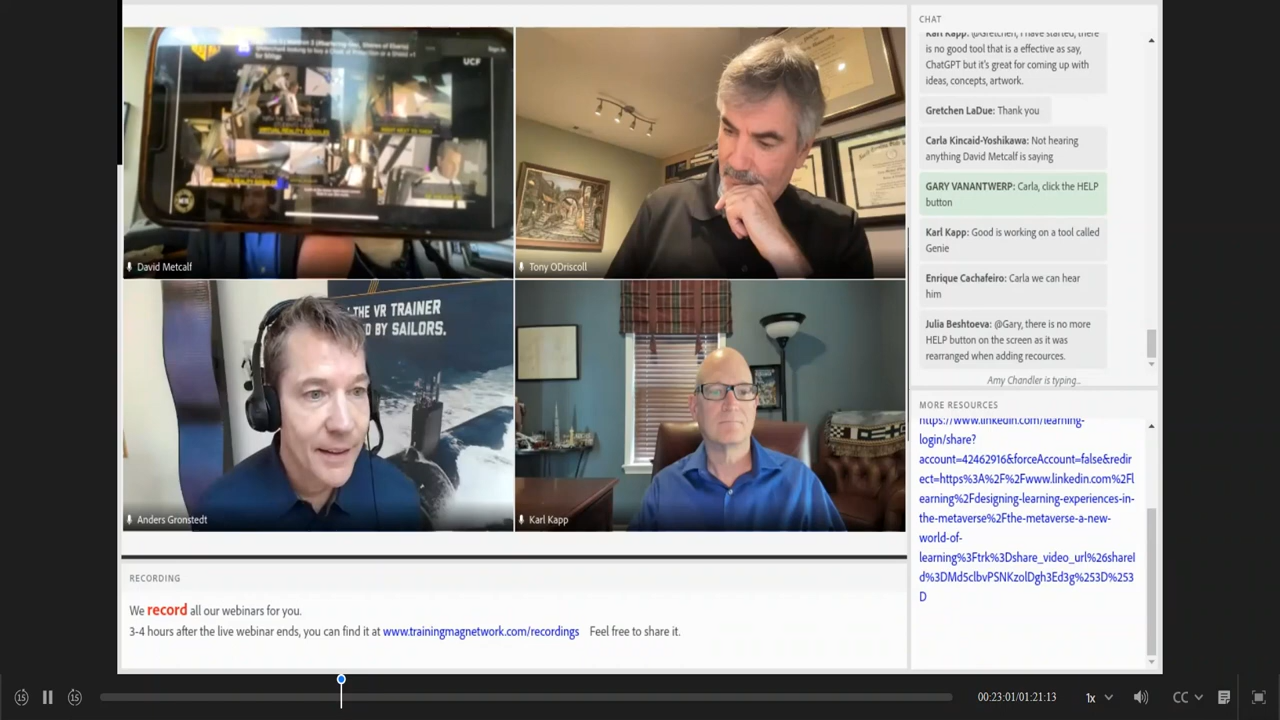 UCF
VIRTUAL REALITY GOGGLES
David Metcalf
Tony ODriscoll
THE VR TRAINER
D BY SAILORS.
Anders Gronstedt
Karl Kapp
RECORDING
We record all our webinars for you.
3-4 hours after the live webinar ends, you can find it at www.trainingmagnetwork.com/recordings Feel free to share it.
CHAT
Karl Kapp: @Gretchen, I have started, there
is no good tool that is a effective as say,
ChatGPT but it's great for coming up with
ideas, concepts, artwork.
Gretchen LaDue: Thank you
Carla Kincaid-Yoshikawa: Not hearing
anything David Metcalf is saying
GARY VANANTWERP: Carla, click the HELP
button
Karl Kapp: Good is working on a tool called
Genie
Enrique Cachafeiro: Carla we can hear
him
Julia Beshtoeva: @Gary, there is no more
HELP button on the screen as it was
rearranged when adding recources.
Amy Chandler is typing..
MORE RESOURCES
https://www.linkedin.com/learning-
login/share?
account=42462916&forceAccount=false&redir
ect=https%3A%2F%2Fwww.linkedin.com%2Fl
earning%2Fdesigning-learning-experiences-in-
the-metaverse%2Fthe-metaverse-a-new-
world-of-
learning%3Ftrk%3Dshare_video_url%26shareI
d%3DMd5clbvPSNKzolDgh3Ed3g%253D%253
D
15
15
00:23:01/01:21:13
1x
CC